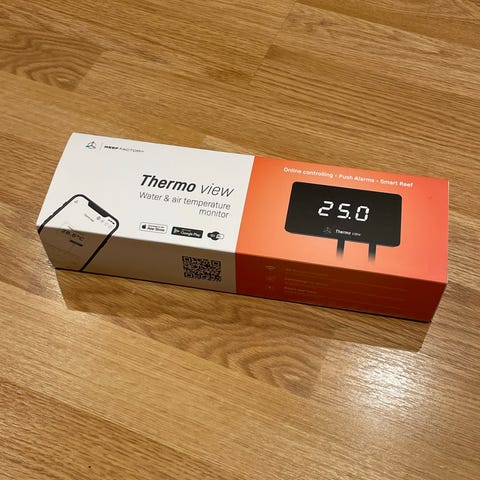 REEF FACTORY
Thermo view
Water & air temperature
monitor
App Store
Google Play
Online controlling • Push Alarms • Smart Reef
25.0
Thermo view